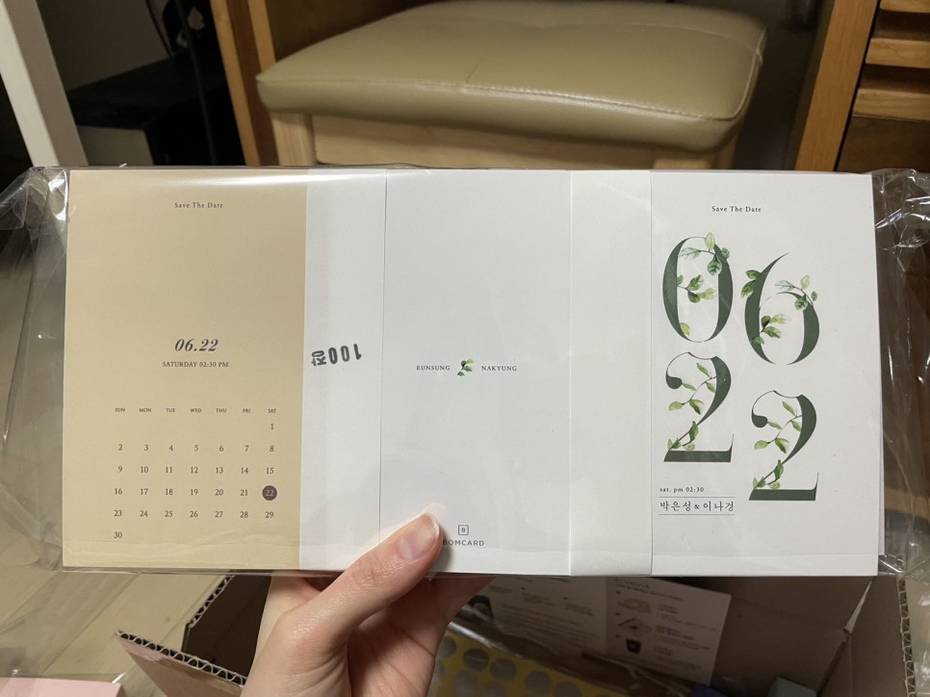 Save The Date
06.22
SATURDAY 02:30 PM
SUN MON TUE WED THU FRI SAT
1
2 3 4 5 6 7 8
9 10 11 12 13 14 15
16 17 18 19 20 21 22
23 24 25 26 27 28 29
30
100장
EUNSUNG NAKYUNG
B
BOMCARD
Save The Date
06
22
sat. pm 02:30
박은성 & 이나경